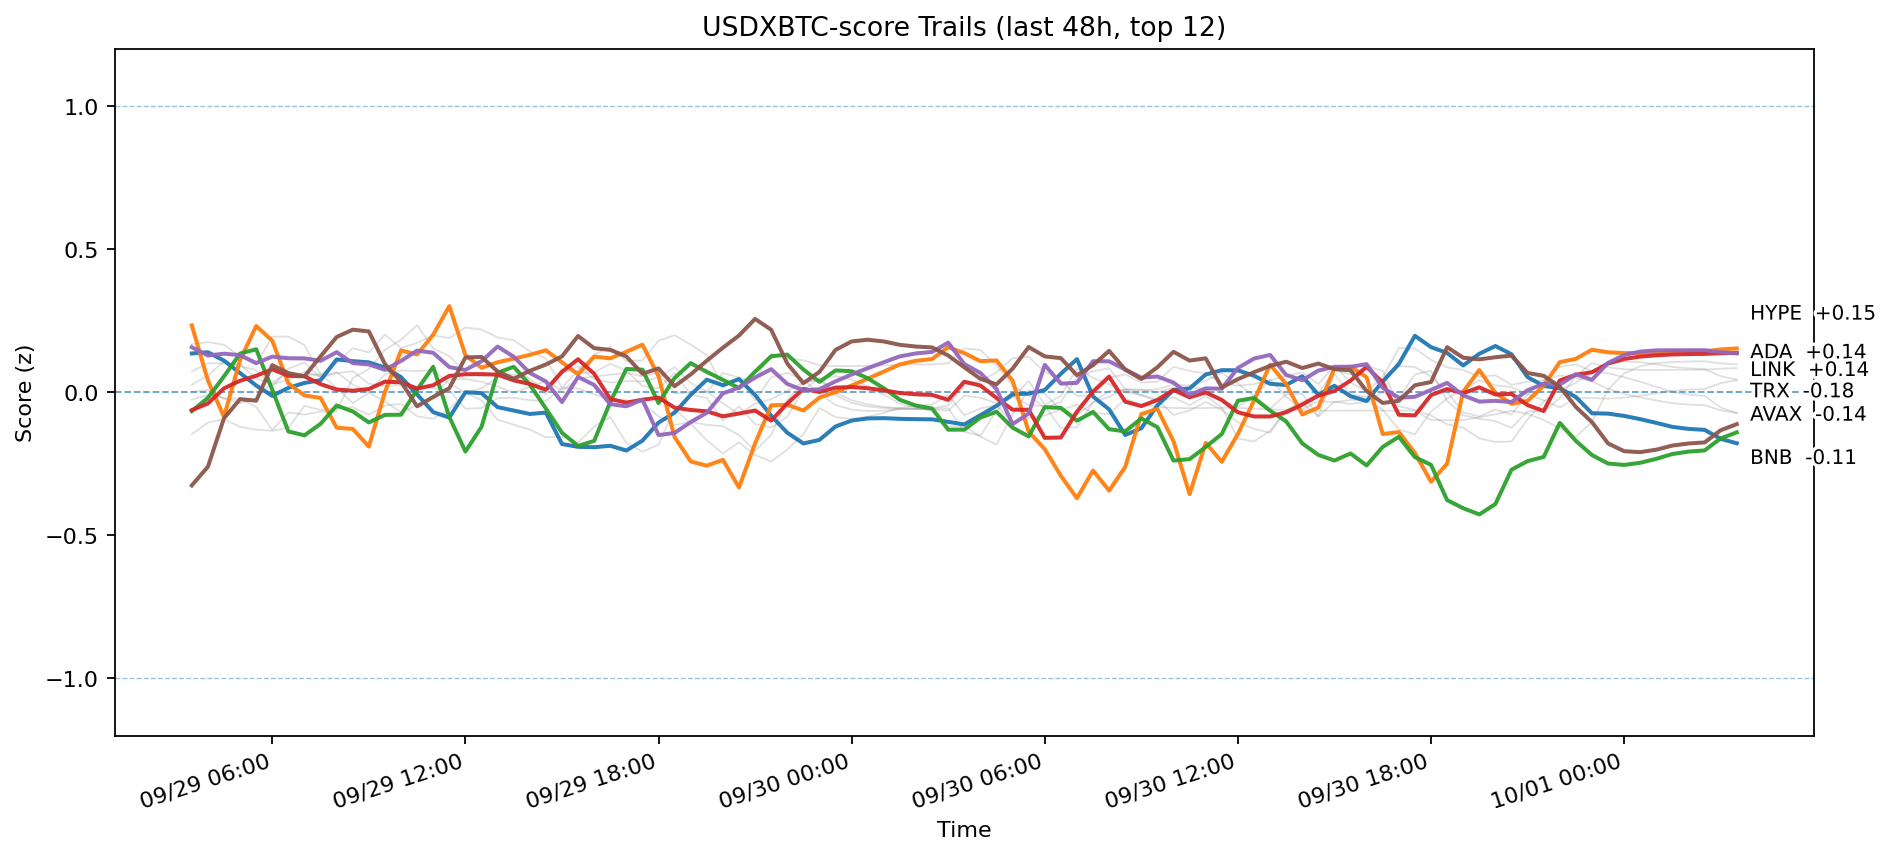 USDXBTC-score Trails (last 48h, top 12)
Score (z)
1.0
0.5
0.0
−0.5
−1.0
HYPE +0.15
ADA +0.14
LINK +0.14
TRX -0.18
AVAX -0.14
BNB -0.11
09/29 06:00
09/29 12:00
09/29 18:00
09/30 00:00
09/30 06:00
09/30 12:00
09/30 18:00
10/01 00:00
Time